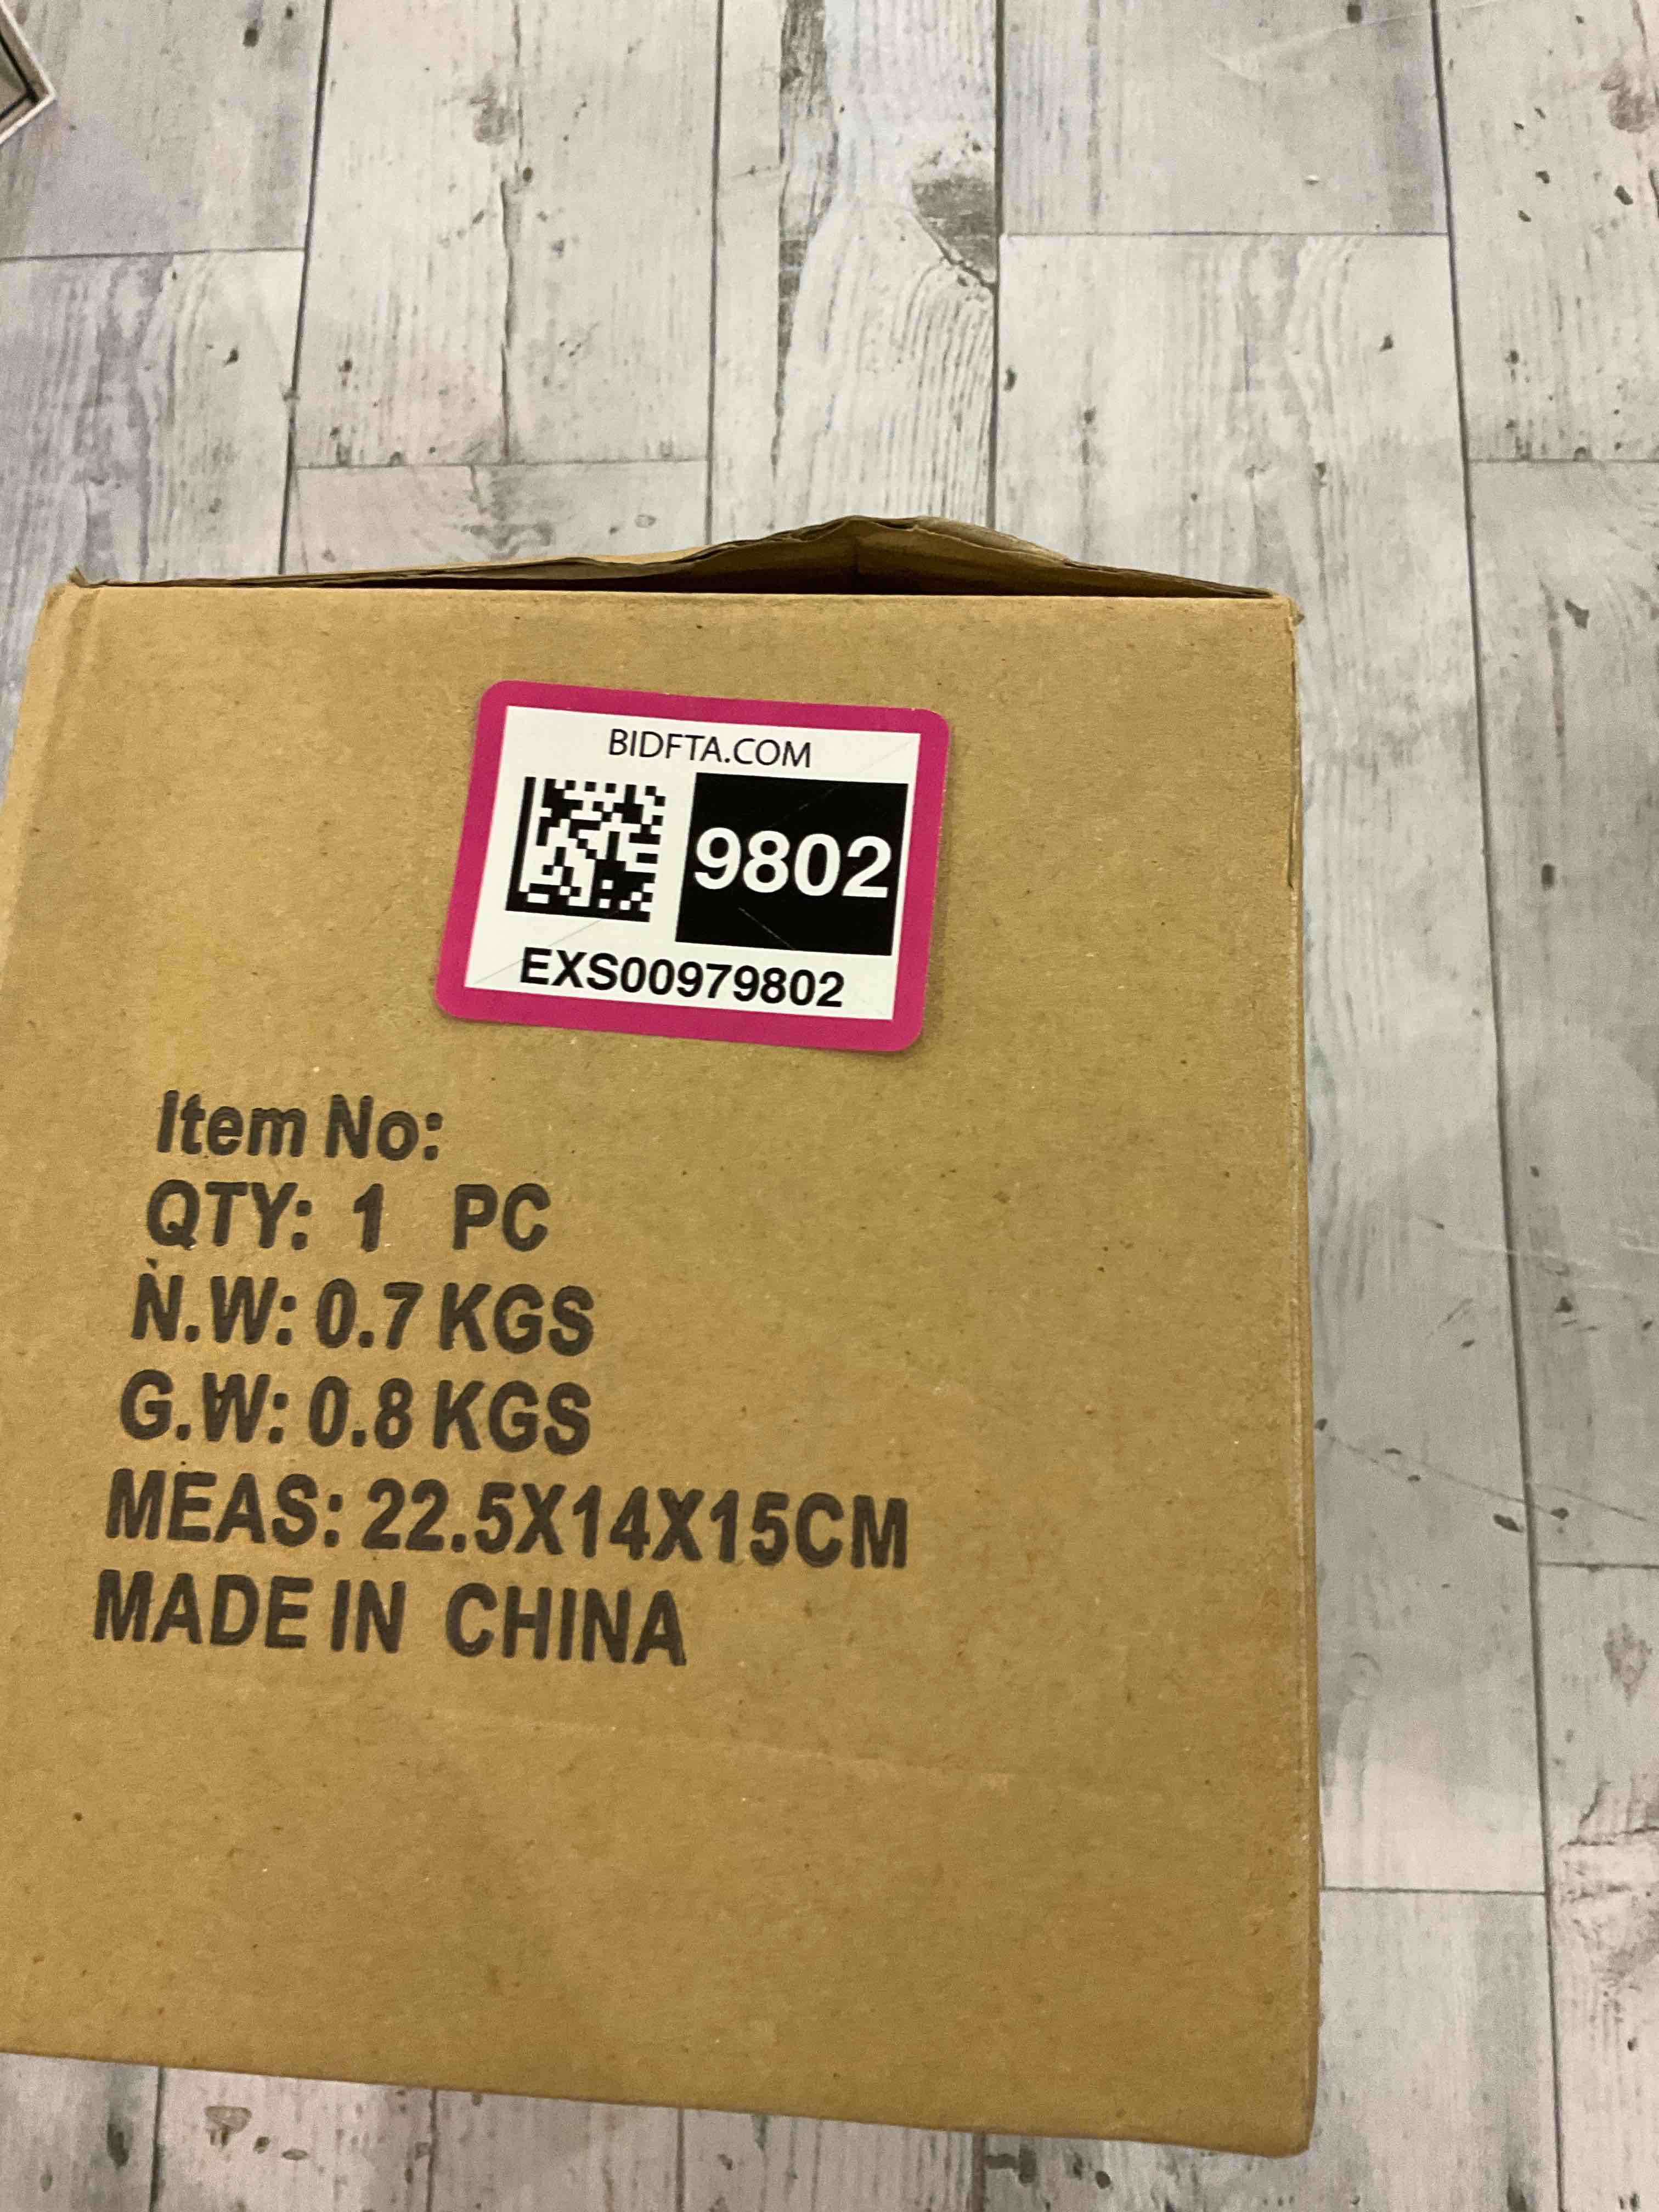 BIDFTA.COM
9802
EXS00979802
Item No:
QTY: 1 PC
N.W: 0.7 KGS
G.W: 0.8 KGS
MEAS: 22.5X14X15CM
MADE IN CHINA